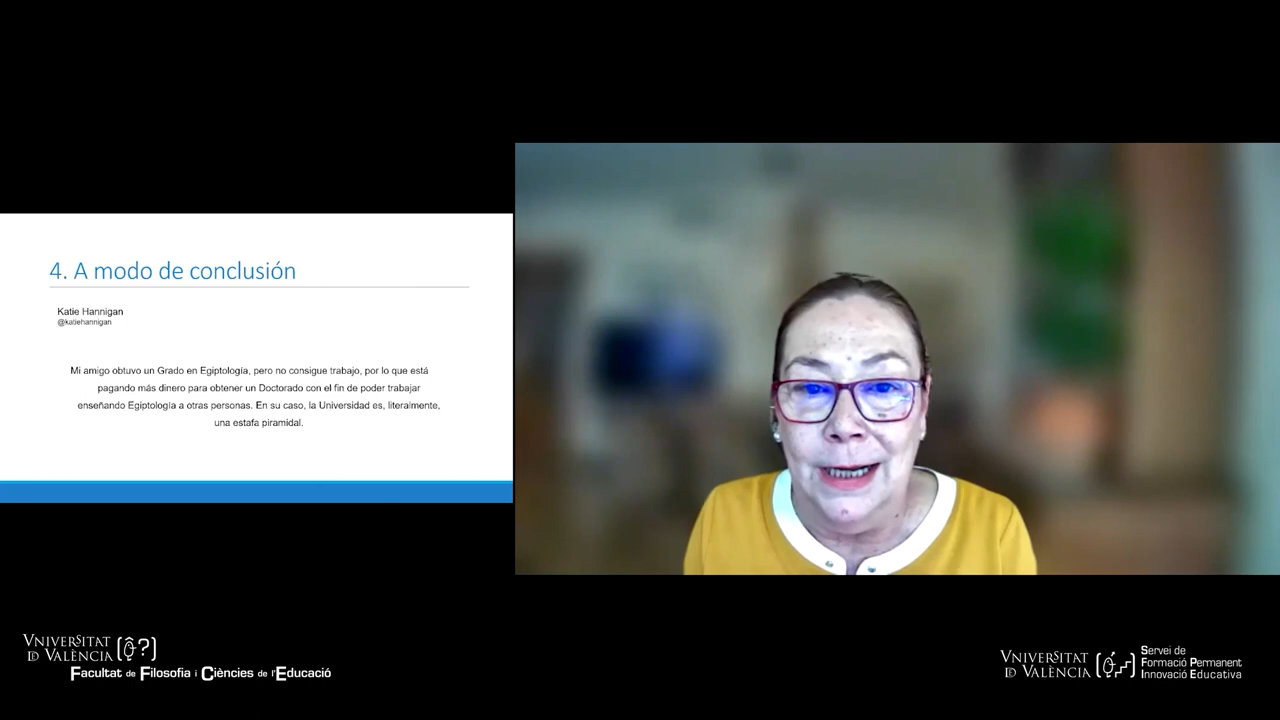 4. A modo de conclusión
Katie Hannigan
@katiehannigan
Mi amigo obtuvo un Grado en Egiptología, pero no consigue trabajo, por lo que está
pagando más dinero para obtener un Doctorado con el fin de poder trabajar
enseñando Egiptología a otras personas. En su caso, la Universidad es, literalmente,
una estafa piramidal.
VNIVERSITAT
ID VALÈNCIA
Facultat de Filosofia i Ciències de l'Educació
VNIVERSITAT
ID VALÈNCIA
Servei de
Formació Permanent
Innovació Educativa